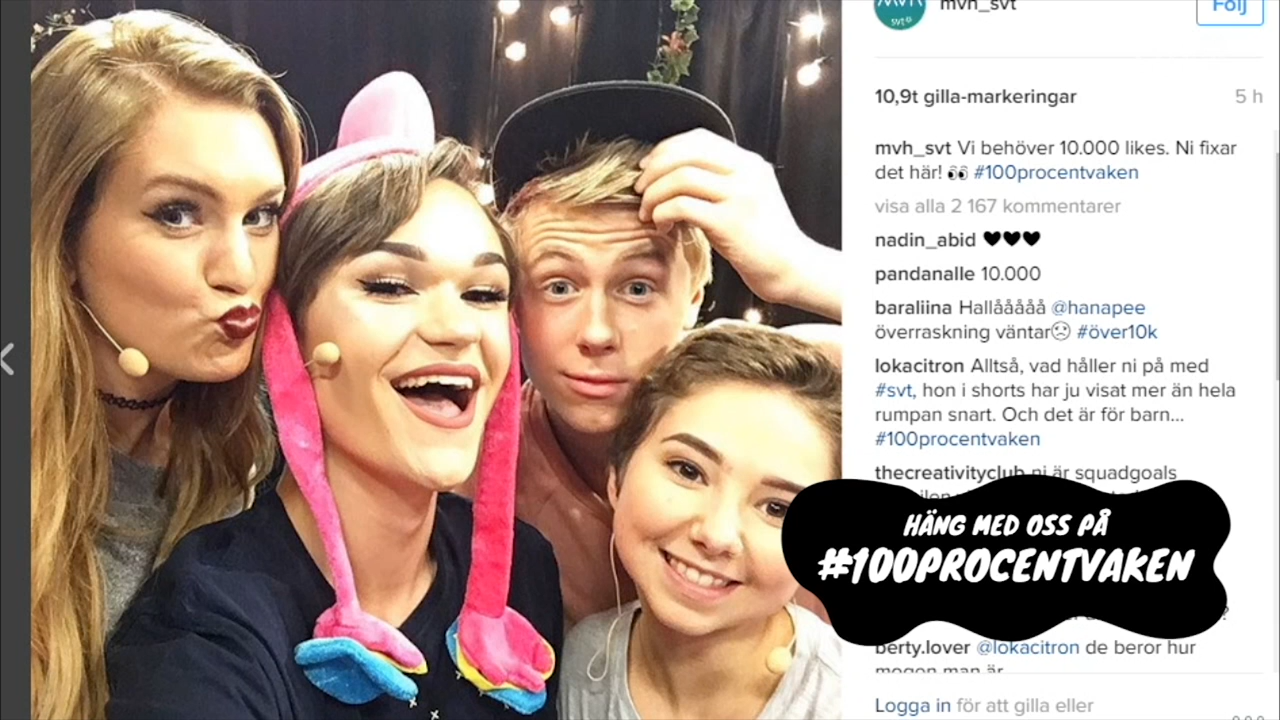 mvh_svt
svt
Följ
10,9t gilla-markeringar
5 h
mvh_svt Vi behöver 10.000 likes. Ni fixar
det här! 👀 #100procentvaken
visa alla 2 167 kommentarer
nadin_abid 🖤🖤🖤
pandanalle 10.000
baraliina Hallååååå @hanapee
överraskning väntar☹ #över10k
lokacitron Alltså, vad håller ni på med
#svt, hon i shorts har ju visat mer än hela
rumpan snart. Och det är för barn...
#100procentvaken
thecreativityclub ni är squadgoals
HÄNG MED OSS PÅ
#100PROCENTVAKEN
berty.lover @lokacitron de beror hur
mogen man är
Logga in för att gilla eller